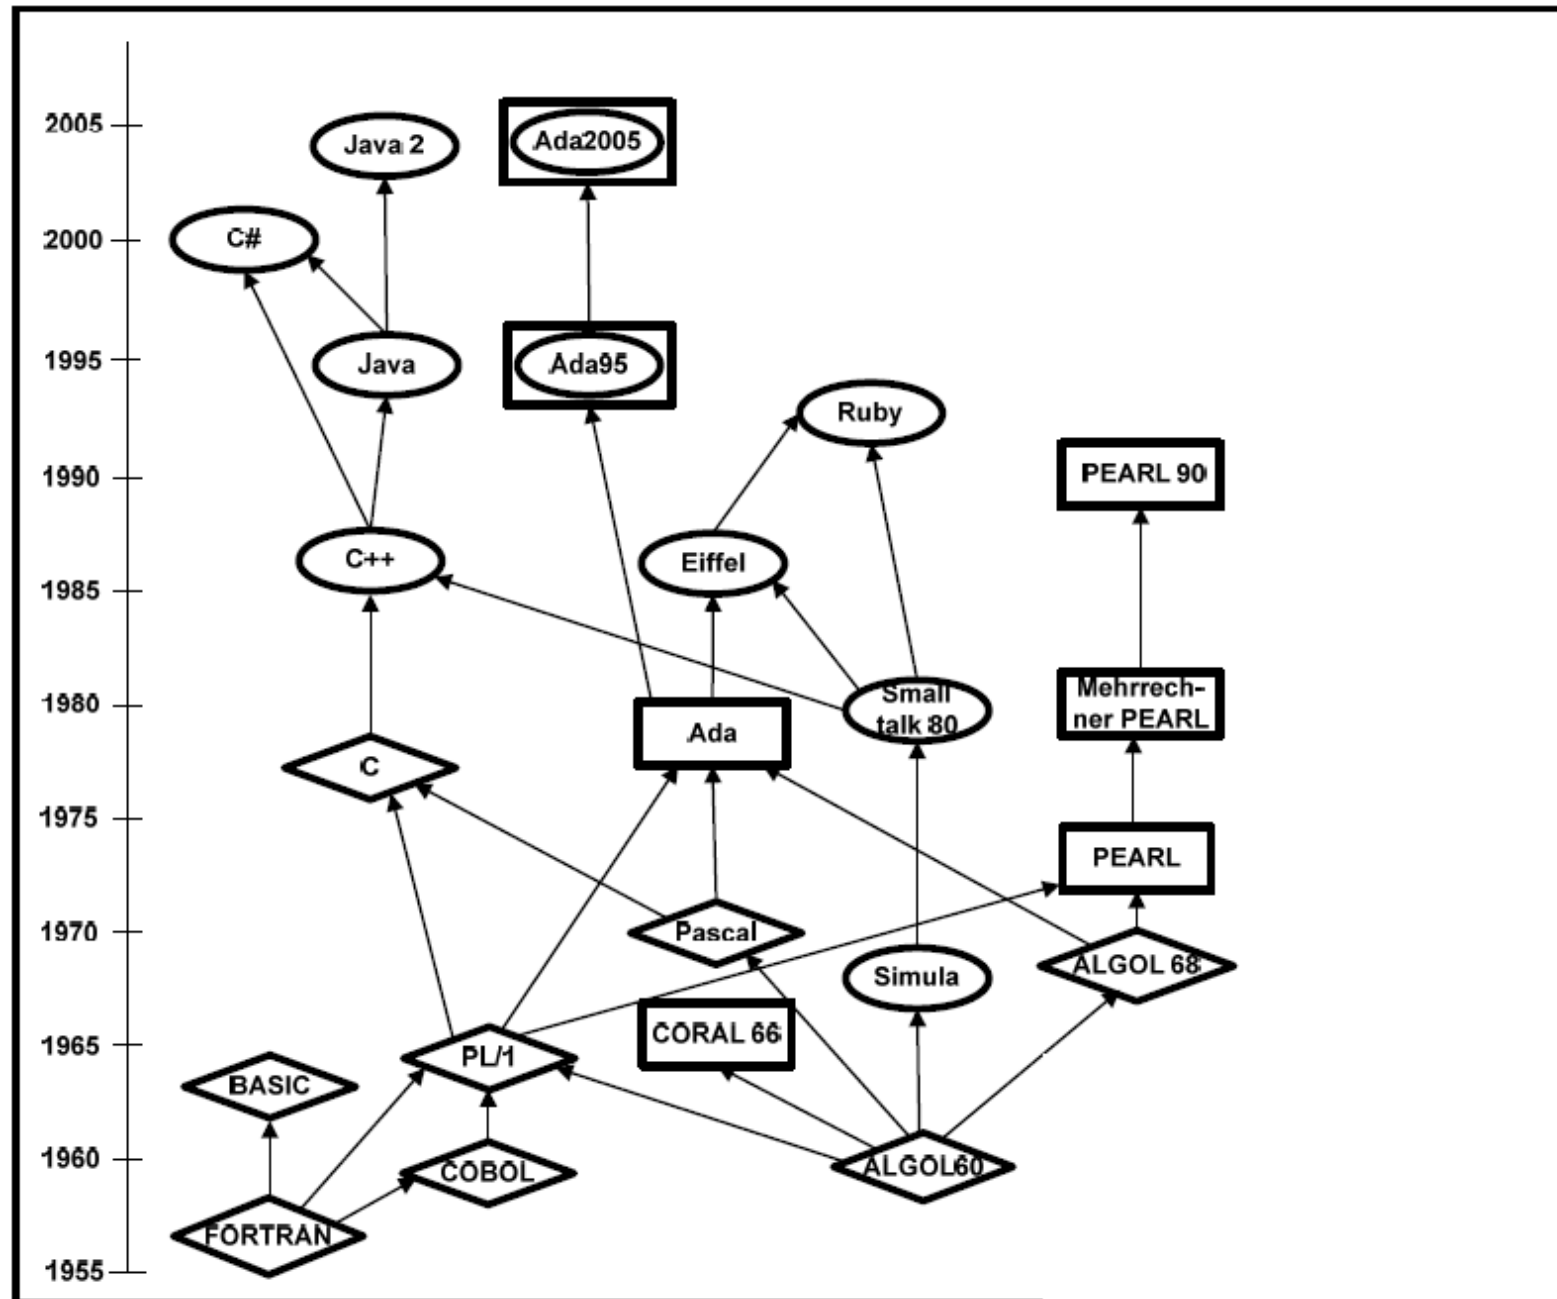 2005
Java 2
Ada2005
2000
C#
1995
Java
Ada95
Ruby
1990
PEARL 90
C++
Eiffel
1985
1980
Small
talk 80
Mehrrech-
ner PEARL
Ada
C
1975
PEARL
1970
Pascal
Simula
ALGOL 68
1965
PL/1
CORAL 66
BASIC
1960
COBOL
ALGOL60
FORTRAN
1955